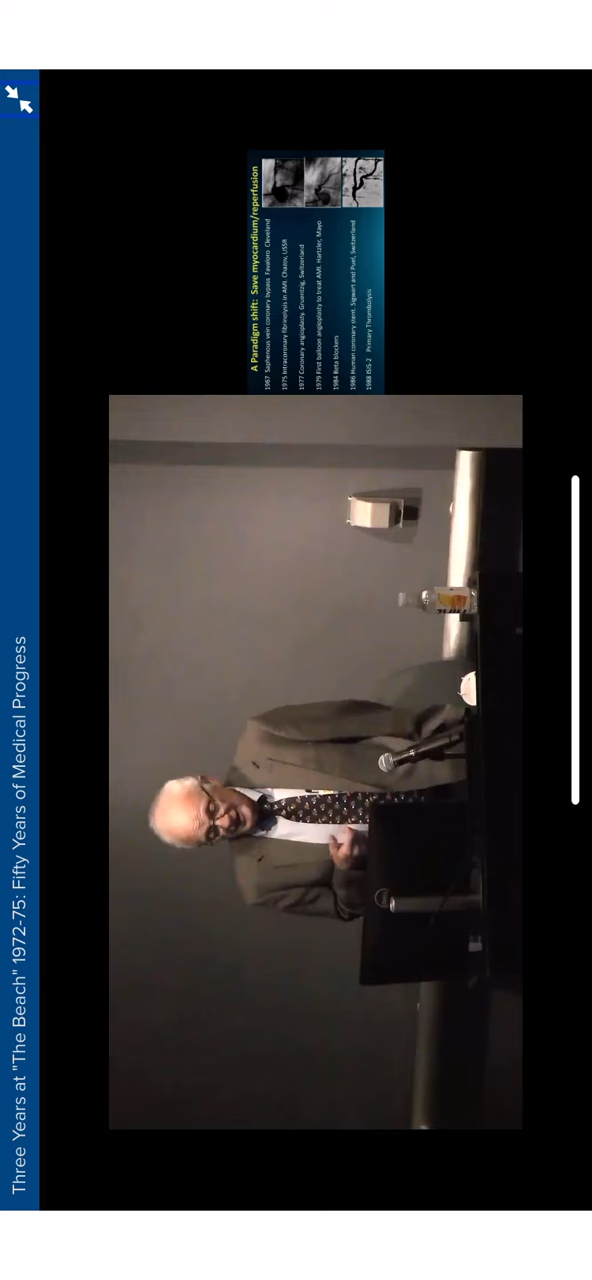 Three Years at "The Beach" 1972-75: Fifty Years of Medical Progress
A Paradigm shift: Save myocardium/reperfusion
1967 Saphenous vein coronary bypass Favaloro Cleveland
1975 Intracoronary fibrinolysis in AMI. Chazov, USSR
1977 Coronary angioplasty. Gruentzig, Switzerland
1979 First balloon angioplasty to treat AMI. Hartzler, Mayo
1984 Beta blockers
1986 Human coronary stent. Sigwart and Puel, Switzerland
1988 ISIS-2 Primary Thrombolysis